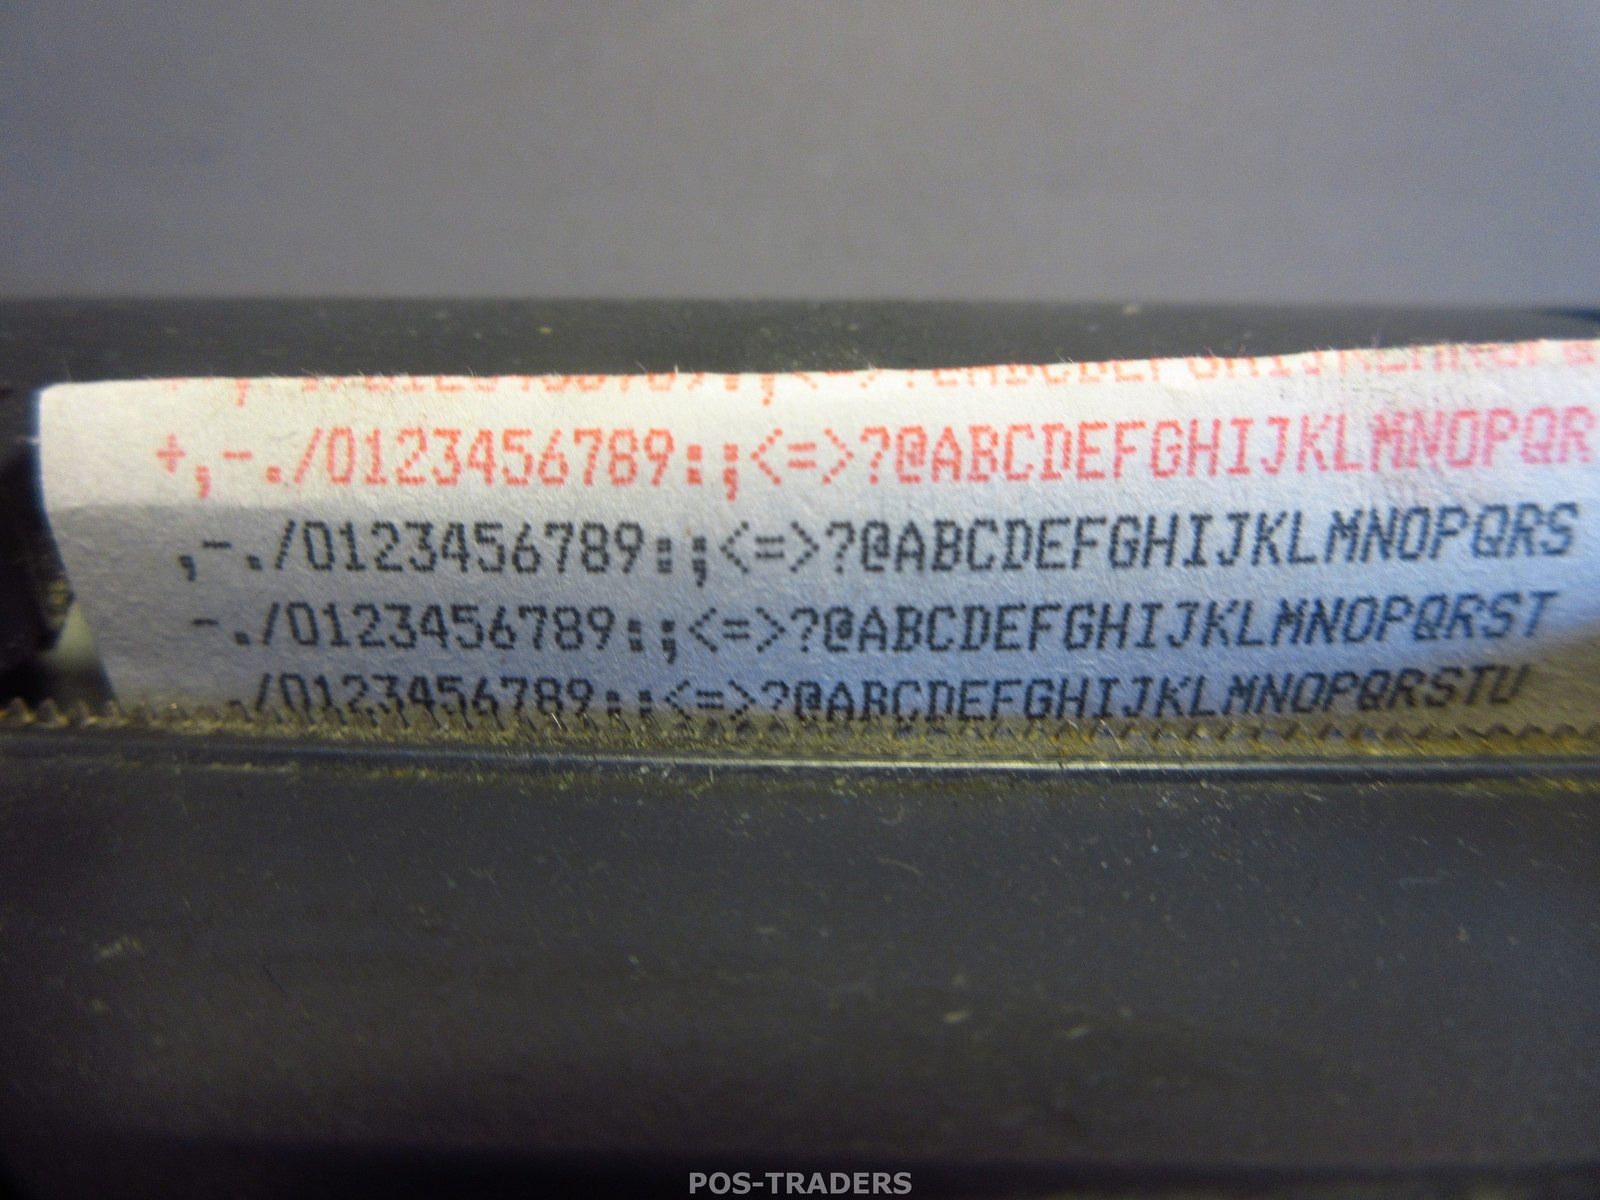 +,-./0123456789:;<=>?@ABCDEFGHIJKLMNOPQR
,-./0123456789:;<=>?@ABCDEFGHIJKLMNOPQRS
-./0123456789:;<=>?@ABCDEFGHIJKLMNOPQRST
./0123456789:;<=>?@ABCDEFGHIJKLMNOPQRSTU
POS-TRADERS